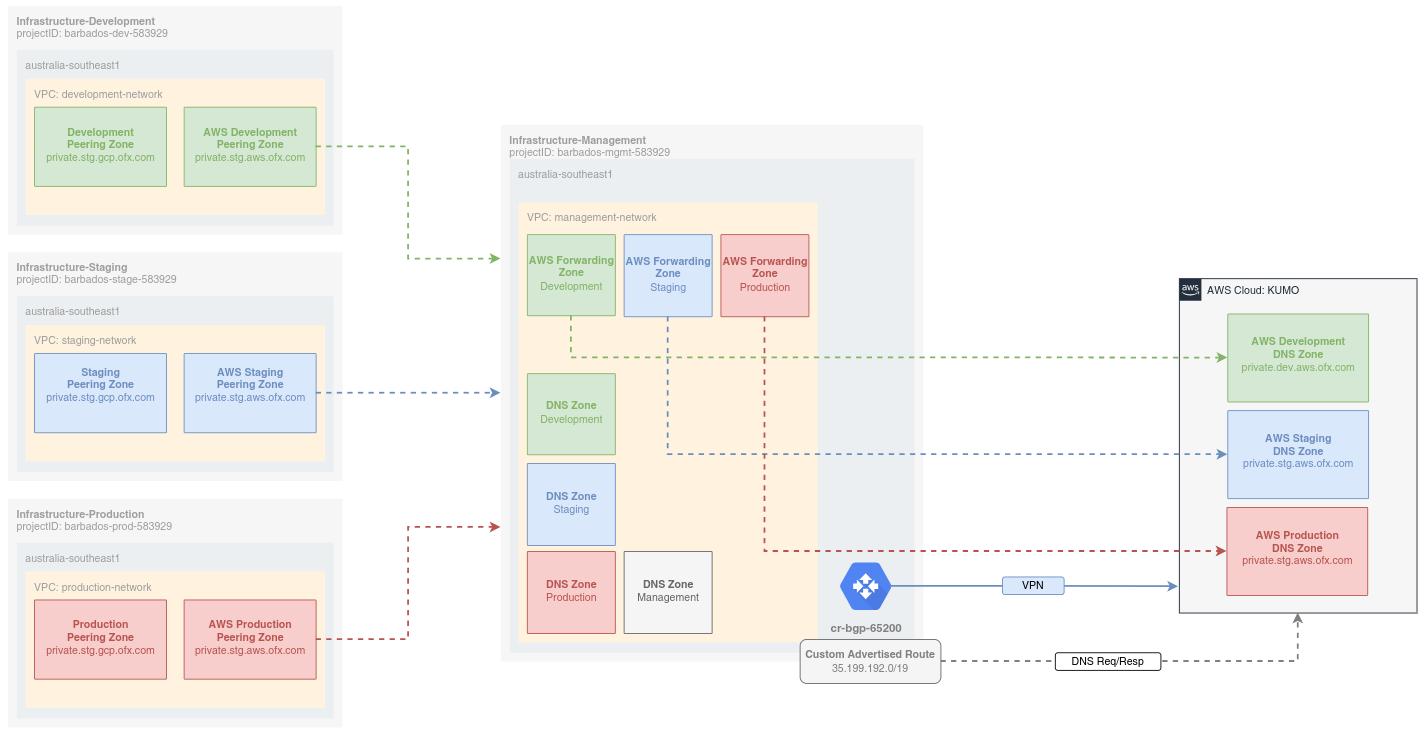 Infrastructure-Development
projectID: barbados-dev-583929
australia-southeast1
VPC: development-network
Development
Peering Zone
private.stg.gcp.ofx.com
AWS Development
Peering Zone
private.stg.aws.ofx.com
Infrastructure-Staging
projectID: barbados-stage-583929
australia-southeast1
VPC: staging-network
Staging
Peering Zone
private.stg.gcp.ofx.com
AWS Staging
Peering Zone
private.stg.aws.ofx.com
Infrastructure-Production
projectID: barbados-prod-583929
australia-southeast1
VPC: production-network
Production
Peering Zone
private.stg.gcp.ofx.com
AWS Production
Peering Zone
private.stg.aws.ofx.com
Infrastructure-Management
projectID: barbados-mgmt-583929
australia-southeast1
VPC: management-network
AWS Forwarding
Zone
Development
AWS Forwarding
Zone
Staging
AWS Forwarding
Zone
Production
DNS Zone
Development
DNS Zone
Staging
DNS Zone
Production
DNS Zone
Management
cr-bgp-65200
Custom Advertised Route
35.199.192.0/19
VPN
DNS Req/Resp
aws
AWS Cloud: KUMO
AWS Development
DNS Zone
private.dev.aws.ofx.com
AWS Staging
DNS Zone
private.stg.aws.ofx.com
AWS Production
DNS Zone
private.stg.aws.ofx.com